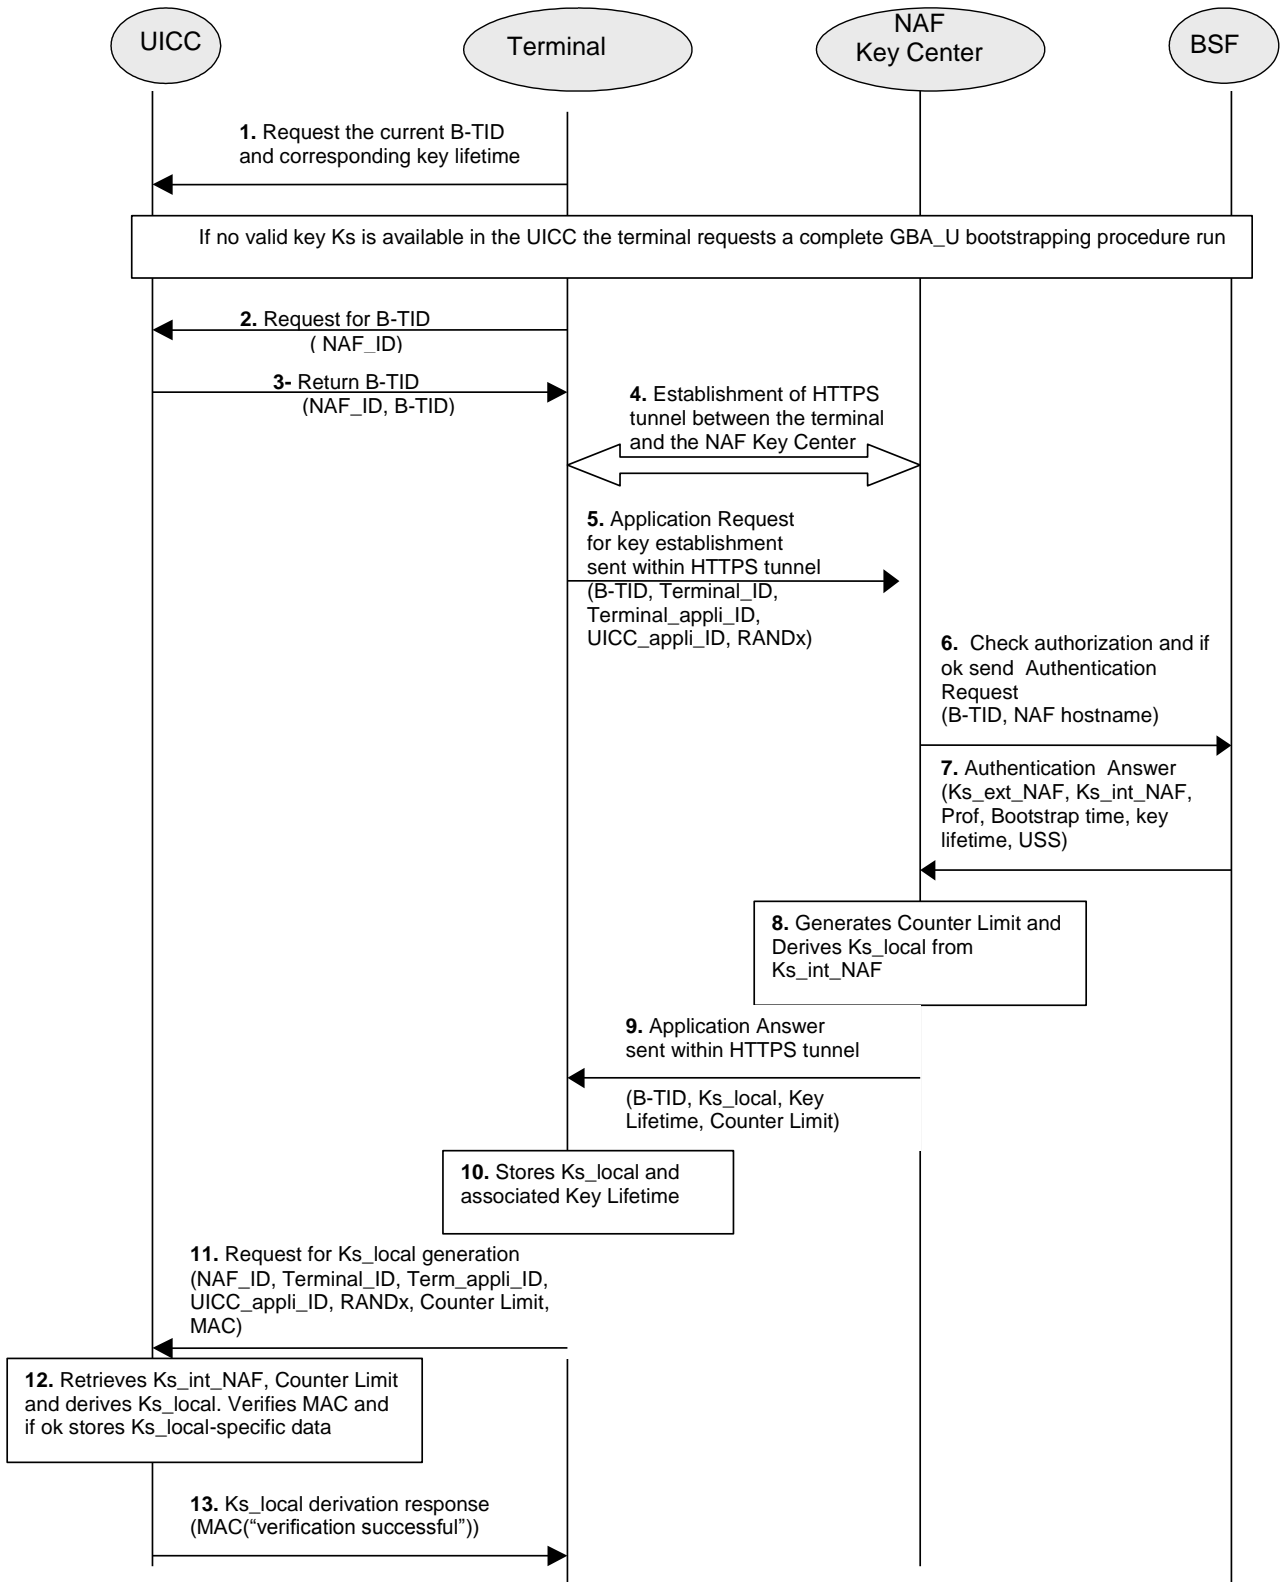 UICC
Terminal
NAF
Key Center
BSF
1. Request the current B-TID
and corresponding key lifetime
If no valid key Ks is available in the UICC the terminal requests a complete GBA_U bootstrapping procedure run
2. Request for B-TID
( NAF_ID)
3- Return B-TID
(NAF_ID, B-TID)
4. Establishment of HTTPS
tunnel between the terminal
and the NAF Key Center
5. Application Request
for key establishment
sent within HTTPS tunnel
(B-TID, Terminal_ID,
Terminal_appli_ID,
UICC_appli_ID, RANDx)
6. Check authorization and if
ok send Authentication
Request
(B-TID, NAF hostname)
7. Authentication Answer
(Ks_ext_NAF, Ks_int_NAF,
Prof, Bootstrap time, key
lifetime, USS)
8. Generates Counter Limit and
Derives Ks_local from
Ks_int_NAF
9. Application Answer
sent within HTTPS tunnel
(B-TID, Ks_local, Key
Lifetime, Counter Limit)
10. Stores Ks_local and
associated Key Lifetime
11. Request for Ks_local generation
(NAF_ID, Terminal_ID, Term_appli_ID,
UICC_appli_ID, RANDx, Counter Limit,
MAC)
12. Retrieves Ks_int_NAF, Counter Limit
and derives Ks_local. Verifies MAC and
if ok stores Ks_local-specific data
13. Ks_local derivation response
(MAC(“verification successful”))